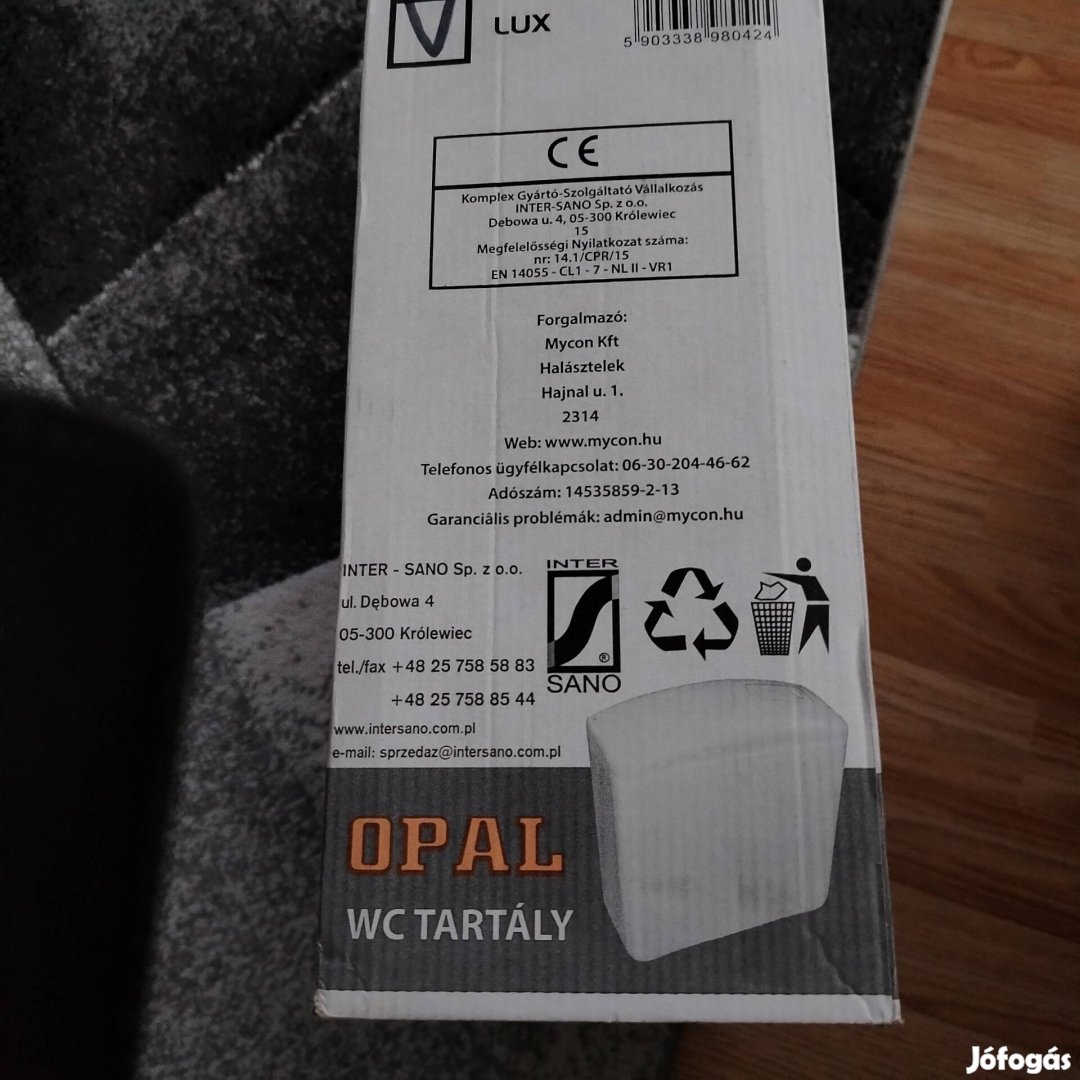 LUX
5 903338 980424
CE
Komplex Gyártó-Szolgáltató Vállalkozás
INTER-SANO Sp. z o.o.
Debowa u. 4, 05-300 Królewiec
15
Megfelelősségi Nyilatkozat száma:
nr: 14.1/CPR/15
EN 14055 - CL1 - 7 - NL II - VR1
Forgalmazó:
Mycon Kft
Halásztelek
Hajnal u. 1.
2314
Web: www.mycon.hu
Telefonos ügyfélkapcsolat: 06-30-204-46-62
Adószám: 14535859-2-13
Garanciális problémák: admin@mycon.hu
INTER - SANO Sp. z o.o.
ul. Dębowa 4
05-300 Królewiec
tel./fax +48 25 758 58 83
+48 25 758 85 44
www.intersano.com.pl
e-mail: sprzedaz@intersano.com.pl
INTER
®
SANO
OPAL
WC TARTÁLY
Jófogás